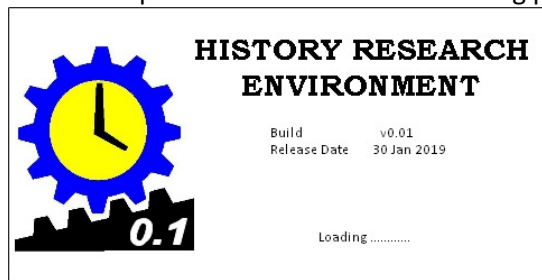 HISTORY RESEARCH
ENVIRONMENT
Build v0.01
Release Date 30 Jan 2019
0.1
Loading ............